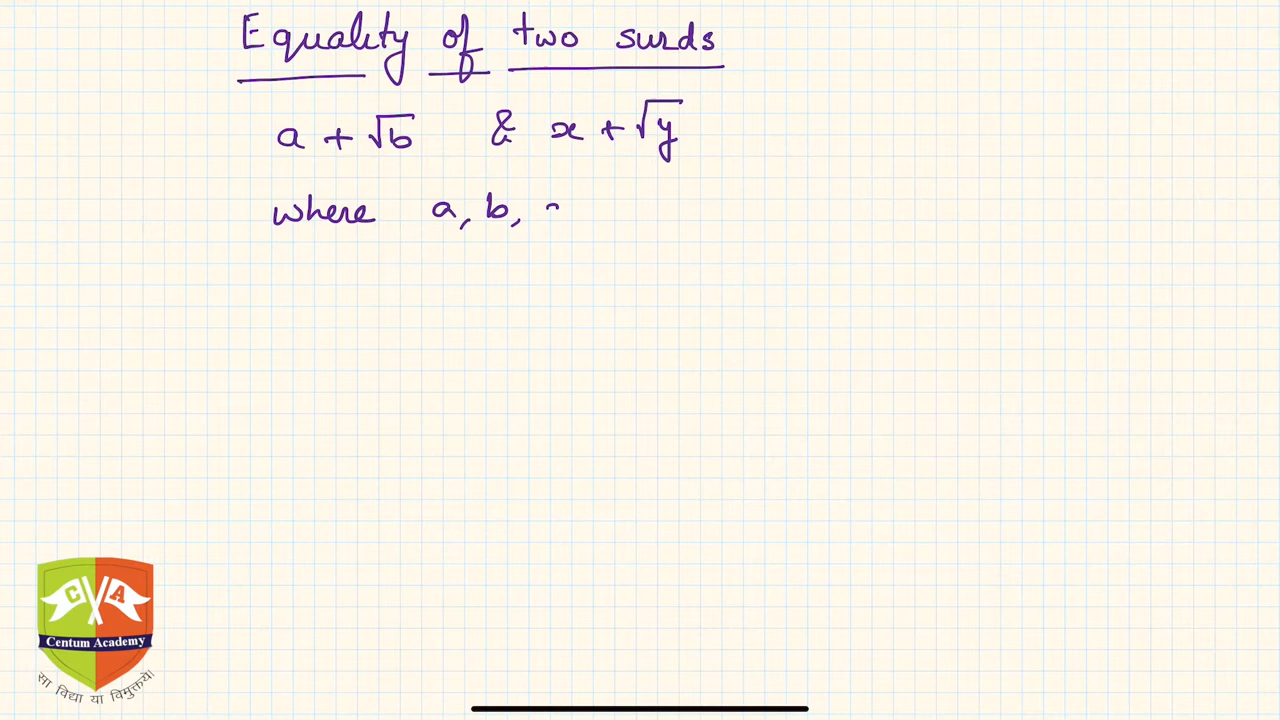 Equality of two surds
a + √b & x + √y
where a, b,
C A
Centum Academy
सा विद्या या विमुक्तये।